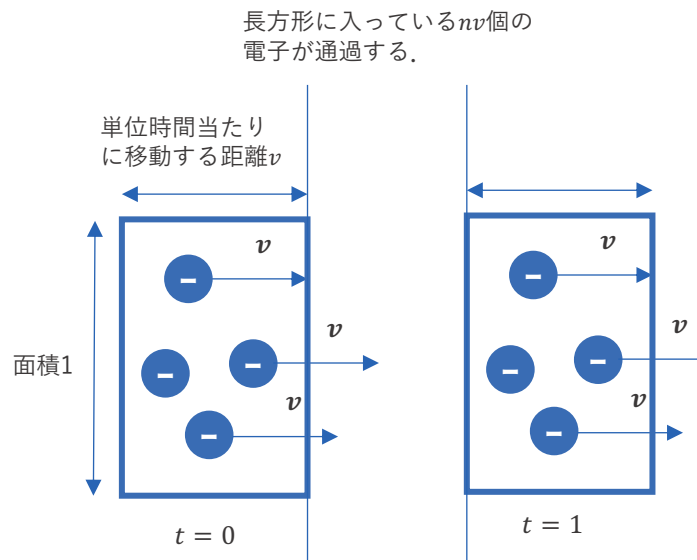 長方形に入っているnv個の
電子が通過する.
単位時間当たり
に移動する距離v
v
v
v
v
v
v
面積1
− − − −
− − − −
t = 0
t = 1